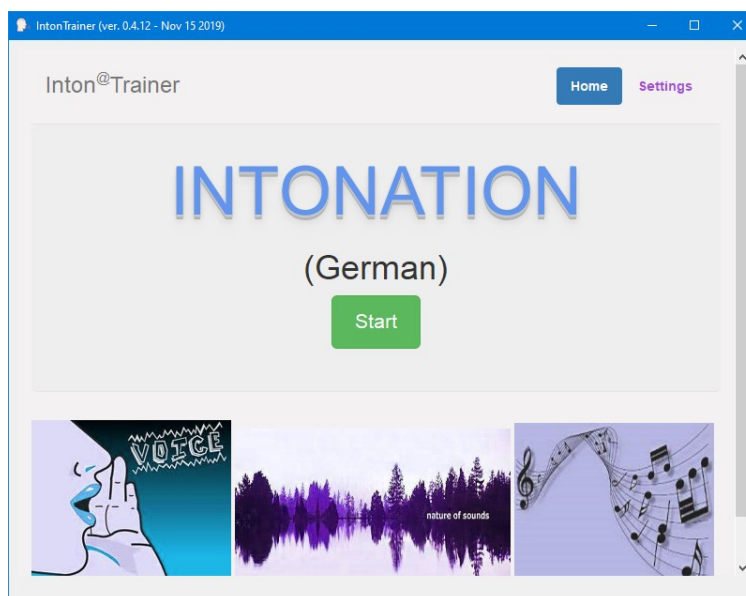 IntonTrainer (ver. 0.4.12 - Nov 15 2019)
Inton@Trainer
Home
Settings
INTONATION
(German)
Start
VOICE
nature of sounds